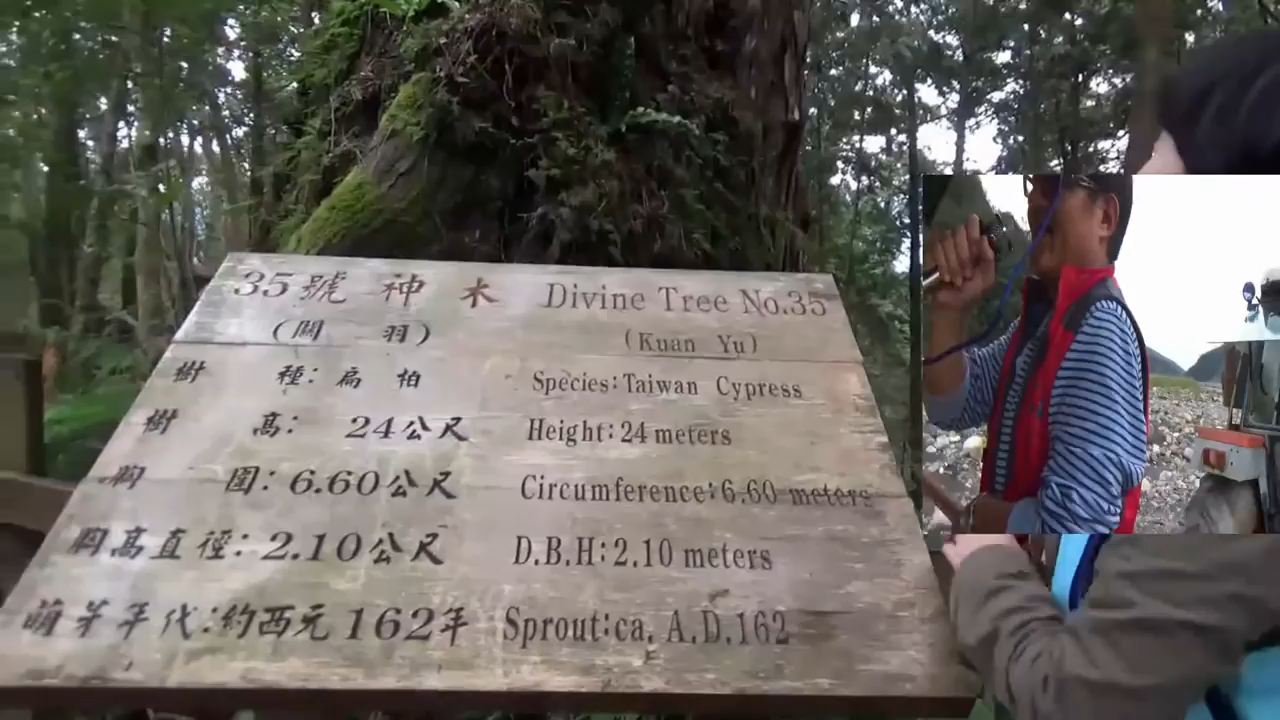 35號 神 木 Divine Tree No.35
(關 羽) (Kuan Yu)
樹 種: 扁 柏 Species: Taiwan Cypress
樹 高: 24公尺 Height: 24 meters
胸 圍: 6.60公尺 Circumference: 6.60 meters
胸高直徑: 2.10公尺 D.B.H: 2.10 meters
萌芽年代:約西元162年 Sprout: ca. A.D.162